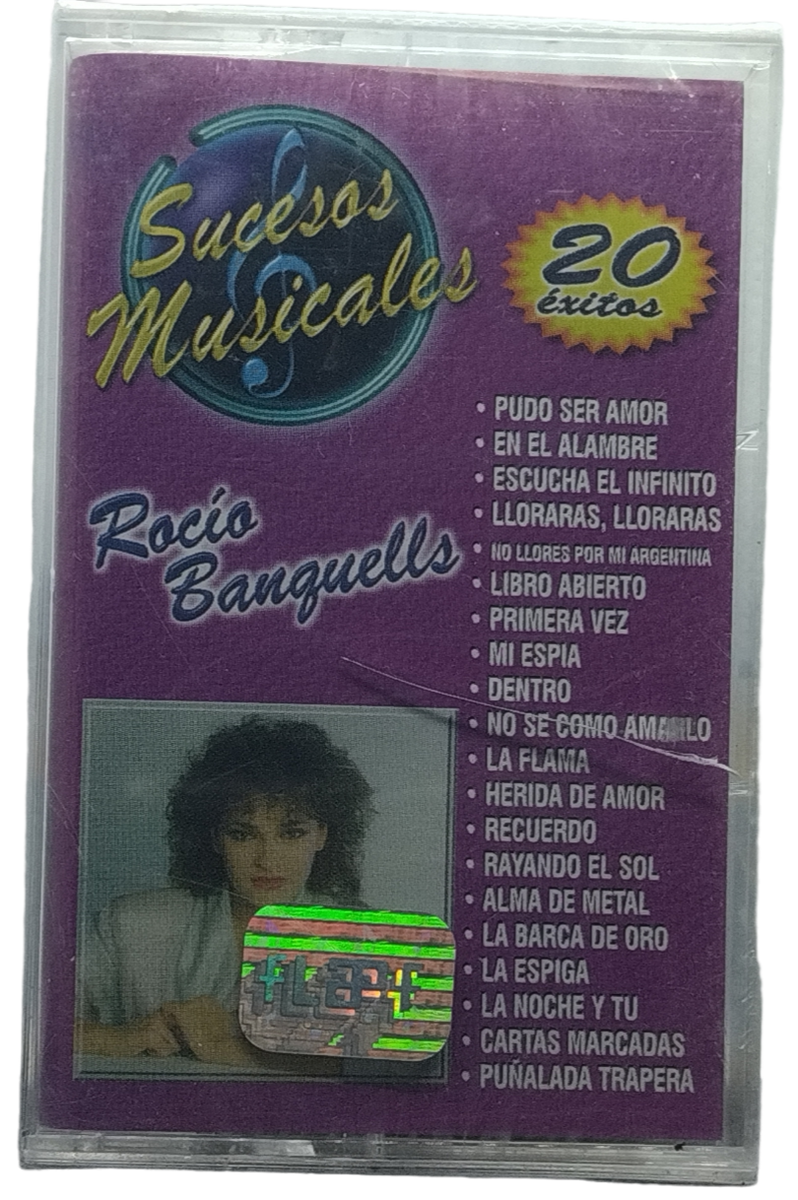 Sucesos
Musicales
20
éxitos
Rocío
Banquells
• PUDO SER AMOR
• EN EL ALAMBRE
• ESCUCHA EL INFINITO
• LLORARAS, LLORARAS
• NO LLORES POR MI ARGENTINA
• LIBRO ABIERTO
• PRIMERA VEZ
• MI ESPIA
• DENTRO
• NO SE COMO AMARLO
• LA FLAMA
• HERIDA DE AMOR
• RECUERDO
• RAYANDO EL SOL
• ALMA DE METAL
• LA BARCA DE ORO
• LA ESPIGA
• LA NOCHE Y TU
• CARTAS MARCADAS
• PUÑALADA TRAPERA